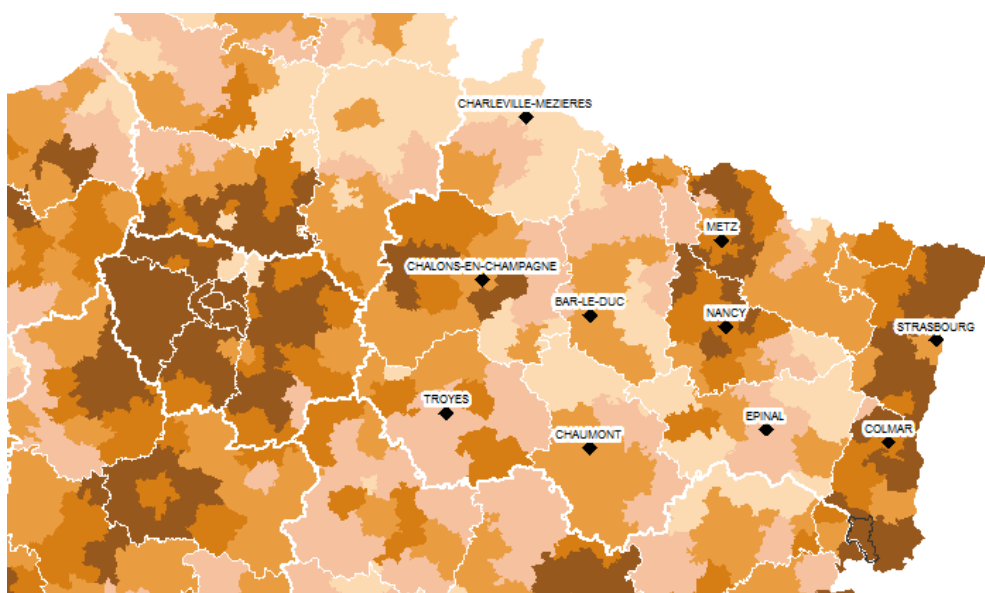 CHARLEVILLE-MEZIERES
METZ
CHALONS-EN-CHAMPAGNE
BAR-LE-DUC
NANCY
STRASBOURG
TROYES
EPINAL
COLMAR
CHAUMONT